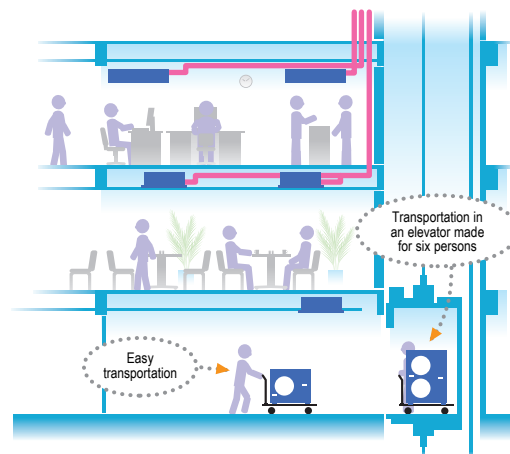 Transportation in
an elevator made
for six persons
Easy
transportation